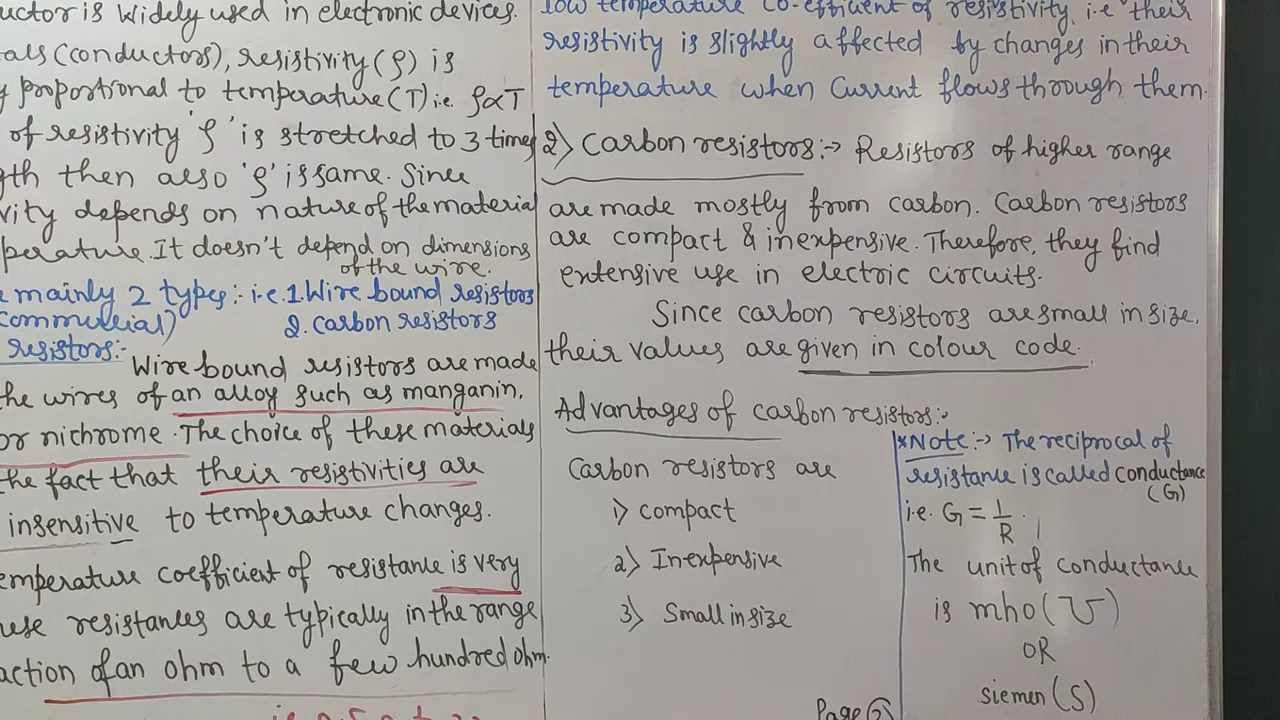 uctor is widely used in electronic devices.
als (conductors), resistivity (ρ) is
y proportional to temperature (T) i.e. ρ∝T
of resistivity 'ρ' is stretched to 3 times
gth then also 'ρ' is same. Since
vity depends on nature of the material
perature. It doesn't depend on dimensions
of the wire.
e mainly 2 types:- i.e. 1. Wire bound resistors
commercial) 2. carbon resistors
resistors:-
Wire bound resistors are made
the wires of an alloy such as manganin,
or nichrome. The choice of these materials
the fact that their resistivities are
insensitive to temperature changes.
emperature coefficient of resistance is very
ese resistances are typically in the range
action of an ohm to a few hundred ohm.
low temperature co-efficient of resistivity i.e their
resistivity is slightly affected by changes in their
temperature when current flows through them.
2) Carbon resistors:→ Resistors of higher range
are made mostly from carbon. Carbon resistors
are compact & inexpensive. Therefore, they find
extensive use in electric circuits.
Since carbon resistors are small in size,
their values are given in colour code.
Advantages of carbon resistors:-
Carbon resistors are
1) compact
2) Inexpensive
3) Small in size
*Note:→ The reciprocal of
resistance is called conductance
(G)
i.e. G = 1/R.
The unit of conductance
is mho (℧)
OR
siemen (S)
Page 2